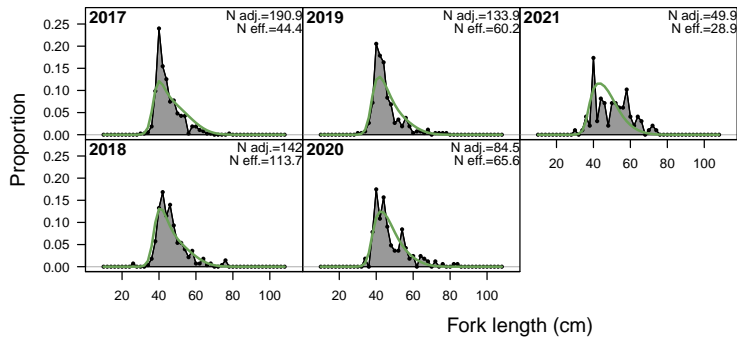 2017
N adj.=190.9
N eff.=44.4
2019
N adj.=133.9
N eff.=60.2
2021
N adj.=49.9
N eff.=28.9
0.25
0.20
0.15
0.10
0.05
0.00
2018
N adj.=142
N eff.=113.7
2020
N adj.=84.5
N eff.=65.6
0.25
0.20
0.15
0.10
0.05
0.00
20 40 60 80 100
20 40 60 80 100
20 40 60 80 100
Proportion
Fork length (cm)